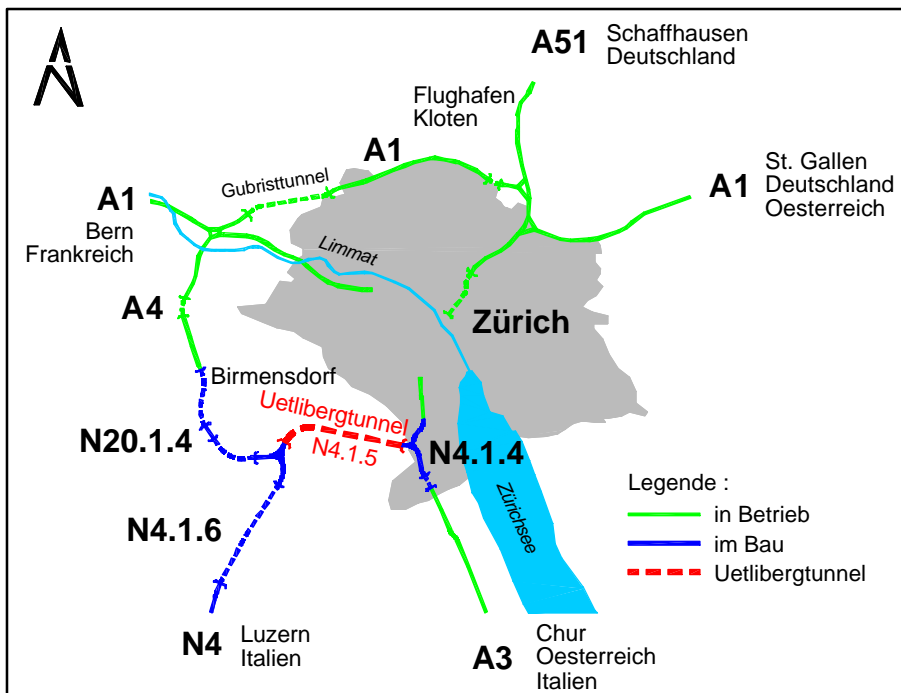 A51
Schaffhausen
Deutschland
Flughafen
Kloten
A1
St. Gallen
Deutschland
Oesterreich
A1
Gubristtunnel
A1
Bern
Frankreich
Limmat
A4
Zürich
Birmensdorf
Uetlibergtunnel
N4.1.5
N20.1.4
N4.1.4
Zürichsee
N4.1.6
Legende :
in Betrieb
im Bau
Uetlibergtunnel
N4
Luzern
Italien
A3
Chur
Oesterreich
Italien